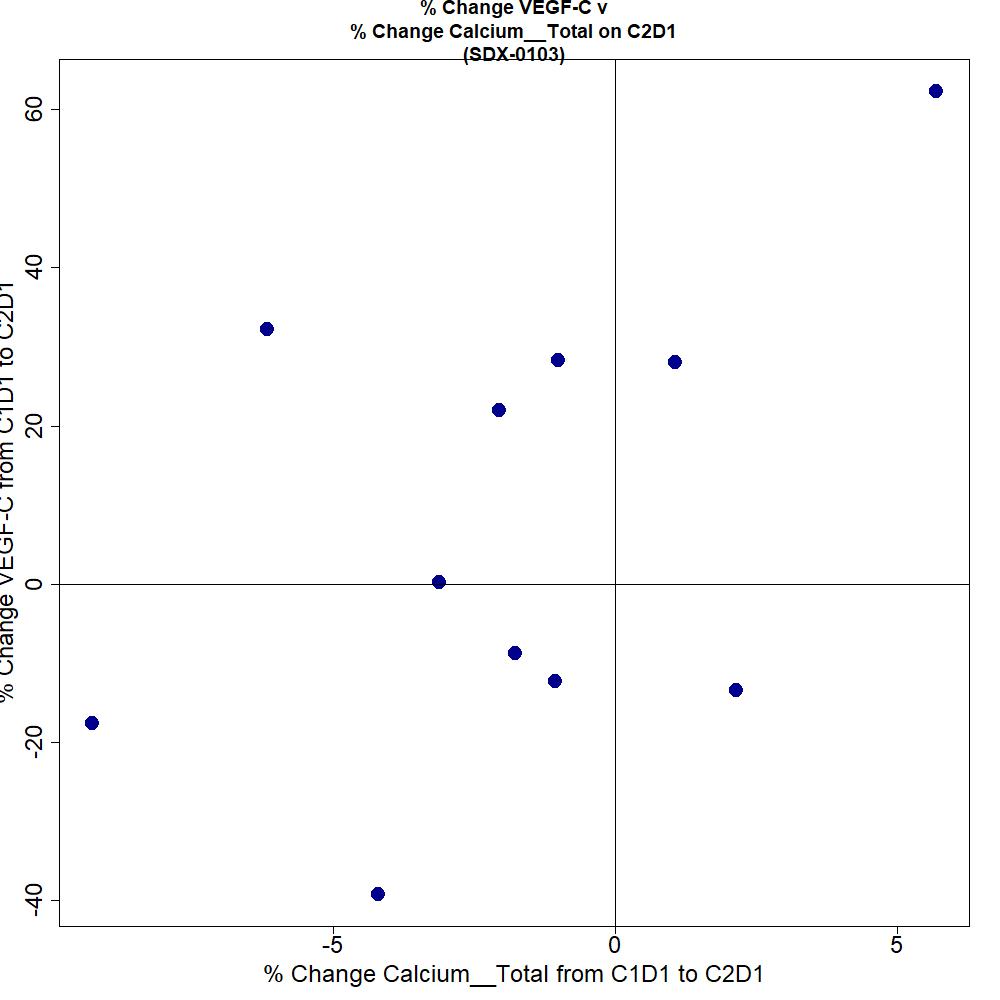 % Change VEGF-C v
% Change Calcium__Total on C2D1
(SDX-0103)
% Change VEGF-C from C1D1 to C2D1
60
40
20
0
-20
-40
-5
0
5
% Change Calcium__Total from C1D1 to C2D1